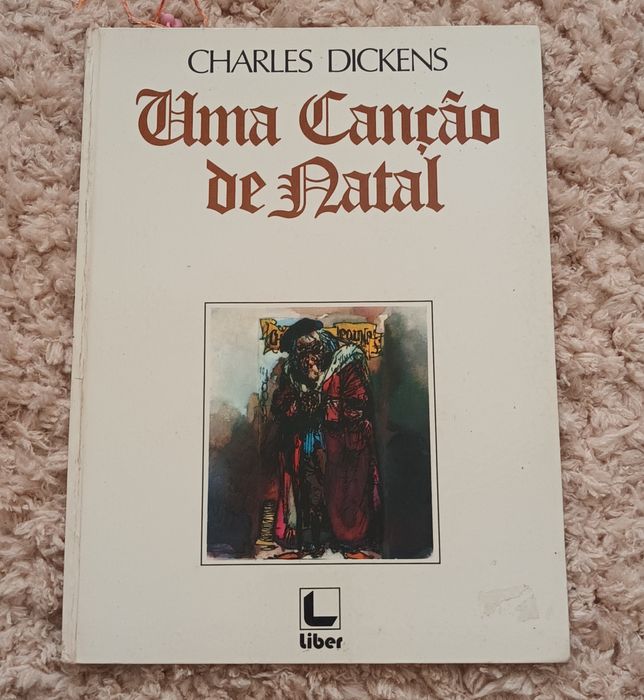 CHARLES DICKENS
Uma Canção
de Natal
L
Liber